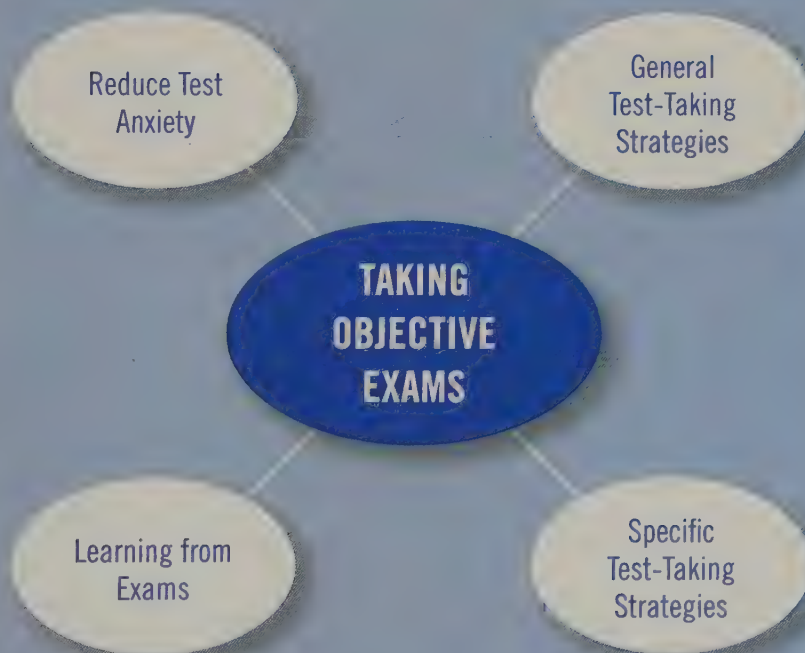 Reduce Test
Anxiety
General
Test-Taking
Strategies
TAKING
OBJECTIVE
EXAMS
Learning from
Exams
Specific
Test-Taking
Strategies